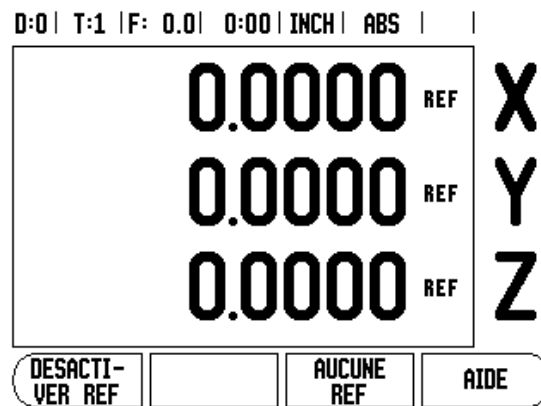 D:0| T:1 |F: 0.0| 0:00| INCH| ABS | |
0.0000 REF X
0.0000 REF Y
0.0000 REF Z
DESACTI-
VER REF
AUCUNE
REF
AIDE